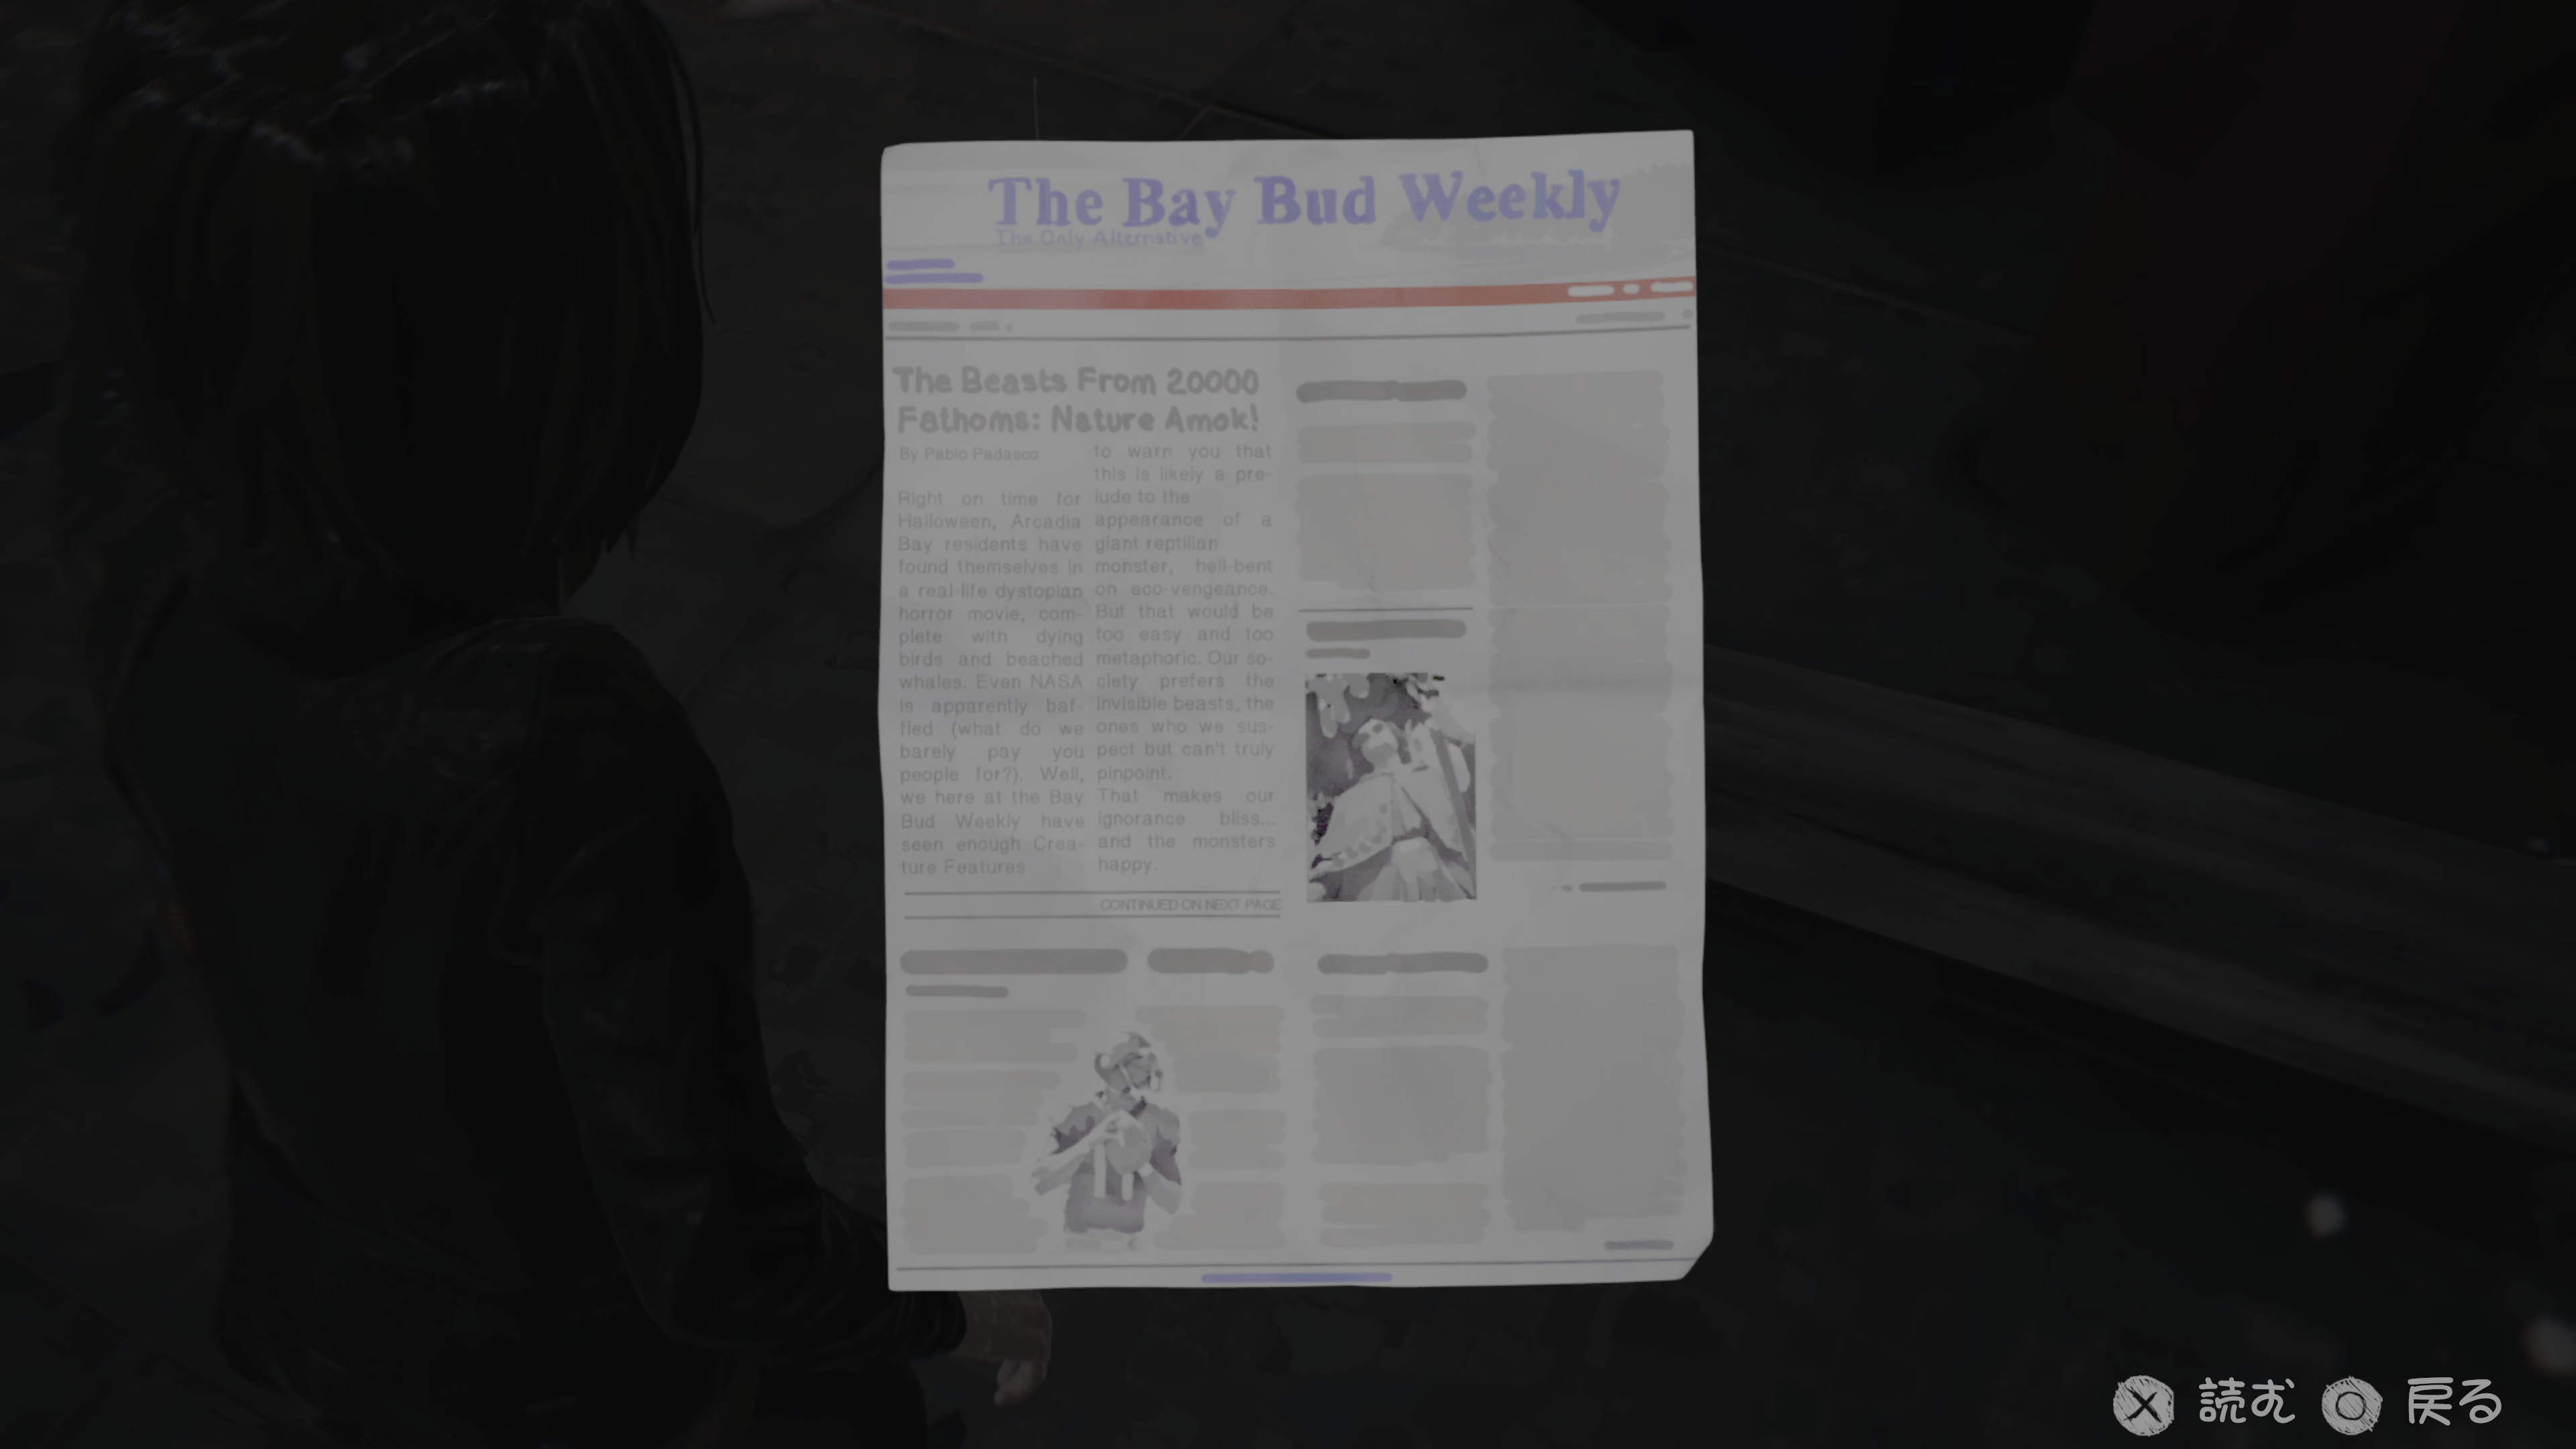 The Bay Bud Weekly
The Only Alternative
The Beasts From 20000
Fathoms: Nature Amok!
By Pablo Padasco
Right on time for
Halloween, Arcadia
Bay residents have
found themselves in
a real-life dystopian
horror movie, com-
plete with dying
birds and beached
whales. Even NASA
is apparently baf-
fled (what do we
barely pay you
people for?). Well,
we here at the Bay
Bud Weekly have
seen enough Crea-
ture Features
to warn you that
this is likely a pre-
lude to the
appearance of a
giant reptilian
monster, hell-bent
on eco-vengeance.
But that would be
too easy and too
metaphoric. Our so-
ciety prefers the
invisible beasts, the
ones who we sus-
pect but can't truly
pinpoint.
That makes our
ignorance bliss...
and the monsters
happy.
CONTINUED ON NEXT PAGE
読む 戻る